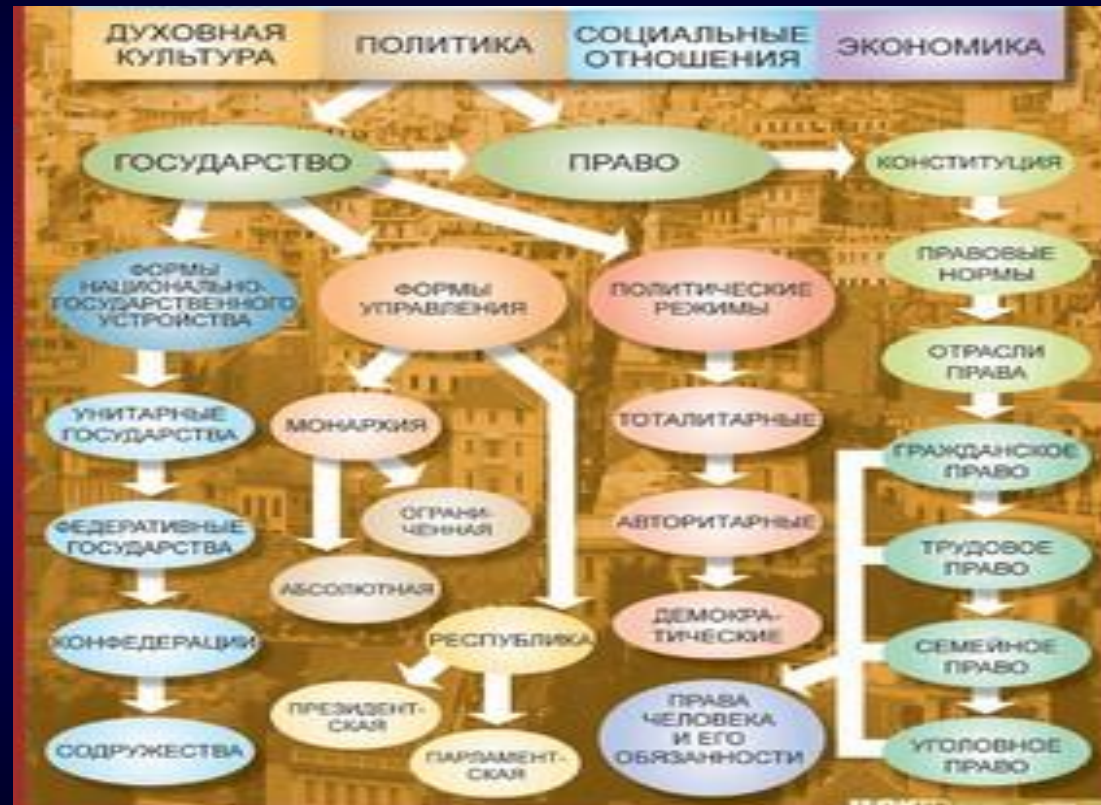 ДУХОВНАЯ
КУЛЬТУРА
ПОЛИТИКА
СОЦИАЛЬНЫЕ
ОТНОШЕНИЯ
ЭКОНОМИКА
ГОСУДАРСТВО
ПРАВО
КОНСТИТУЦИЯ
ФОРМЫ
НАЦИОНАЛЬНО-
ГОСУДАРСТВЕННОГО
УСТРОЙСТВА
ФОРМЫ
УПРАВЛЕНИЯ
ПОЛИТИЧЕСКИЕ
РЕЖИМЫ
ПРАВОВЫЕ
НОРМЫ
ОТРАСЛИ
ПРАВА
УНИТАРНЫЕ
ГОСУДАРСТВА
МОНАРХИЯ
ТОТАЛИТАРНЫЕ
ГРАЖДАНСКОЕ
ПРАВО
ФЕДЕРАТИВНЫЕ
ГОСУДАРСТВА
ОГРАНИ-
ЧЕННАЯ
АВТОРИТАРНЫЕ
ТРУДОВОЕ
ПРАВО
АБСОЛЮТНАЯ
КОНФЕДЕРАЦИИ
РЕСПУБЛИКА
ДЕМОКРА-
ТИЧЕСКИЕ
СЕМЕЙНОЕ
ПРАВО
ПРЕЗИДЕНТ-
СКАЯ
ПРАВА
ЧЕЛОВЕКА
И ЕГО
ОБЯЗАННОСТИ
СОДРУЖЕСТВА
ПАРЛАМЕНТ-
СКАЯ
УГОЛОВНОЕ
ПРАВО